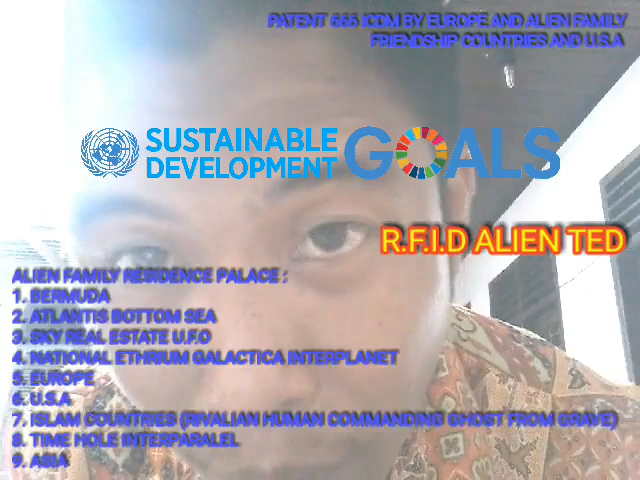 PATENT 666 ICDM BY EUROPE AND ALIEN FAMILY
FRIENDSHIP COUNTRIES AND U.S.A
SUSTAINABLE
DEVELOPMENT
GOALS
R.F.I.D ALIEN TED
ALIEN FAMILY RESIDENCE PALACE :
1. BERMUDA
2. ATLANTIS BOTTOM SEA
3. SKY REAL ESTATE U.F.O
4. NATIONAL ETHRIUM GALACTICA INTERPLANET
5. EUROPE
6. U.S.A
7. ISLAM COUNTRIES (RIVALIAN HUMAN COMMANDING GHOST FROM GRAVE)
8. TIME HOLE INTERPARALEL
9. ASIA